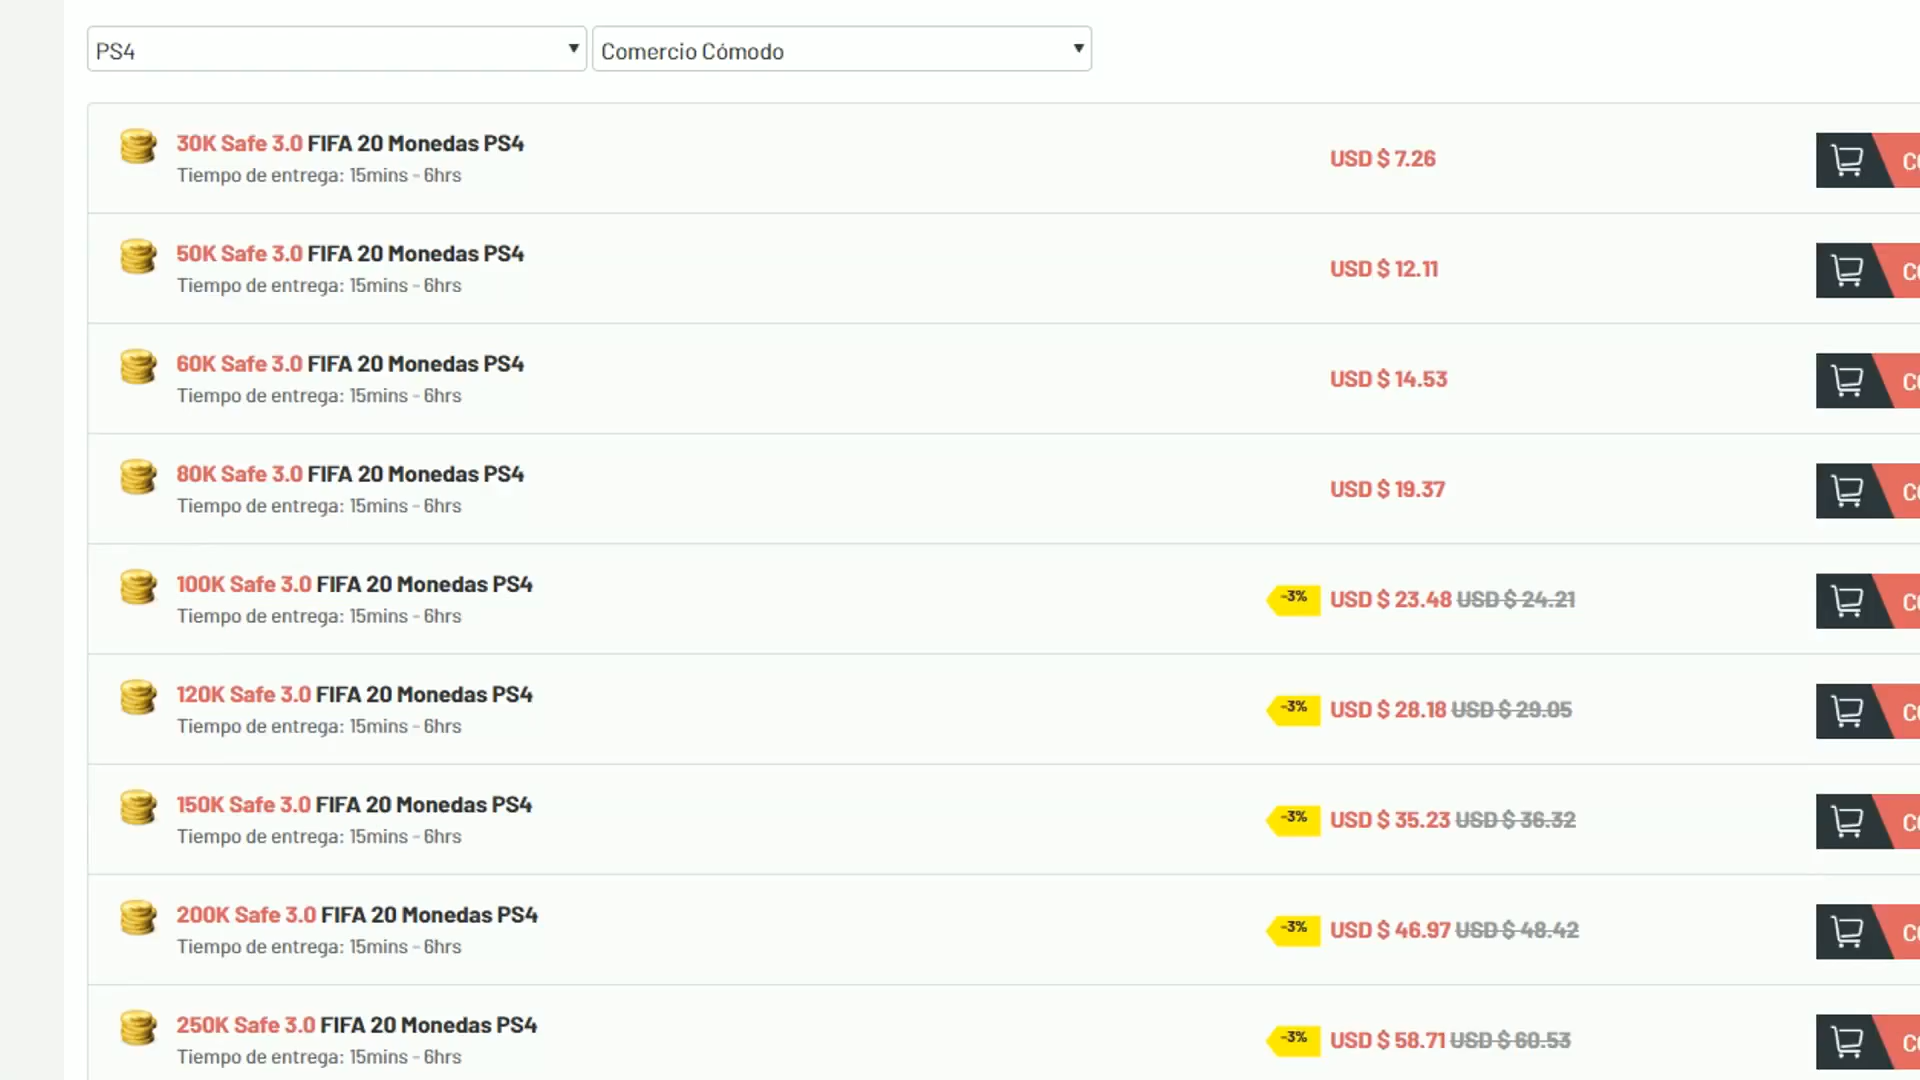 PS4 Comercio Cómodo
30K Safe 3.0 FIFA 20 Monedas PS4
Tiempo de entrega: 15mins - 6hrs
USD $ 7.26
50K Safe 3.0 FIFA 20 Monedas PS4
Tiempo de entrega: 15mins - 6hrs
USD $ 12.11
60K Safe 3.0 FIFA 20 Monedas PS4
Tiempo de entrega: 15mins - 6hrs
USD $ 14.53
80K Safe 3.0 FIFA 20 Monedas PS4
Tiempo de entrega: 15mins - 6hrs
USD $ 19.37
100K Safe 3.0 FIFA 20 Monedas PS4
Tiempo de entrega: 15mins - 6hrs
-3% USD $ 23.48 USD $ 24.21
120K Safe 3.0 FIFA 20 Monedas PS4
Tiempo de entrega: 15mins - 6hrs
-3% USD $ 28.18 USD $ 29.05
150K Safe 3.0 FIFA 20 Monedas PS4
Tiempo de entrega: 15mins - 6hrs
-3% USD $ 35.23 USD $ 36.32
200K Safe 3.0 FIFA 20 Monedas PS4
Tiempo de entrega: 15mins - 6hrs
-3% USD $ 46.97 USD $ 48.42
250K Safe 3.0 FIFA 20 Monedas PS4
Tiempo de entrega: 15mins - 6hrs
-3% USD $ 58.71 USD $ 60.53